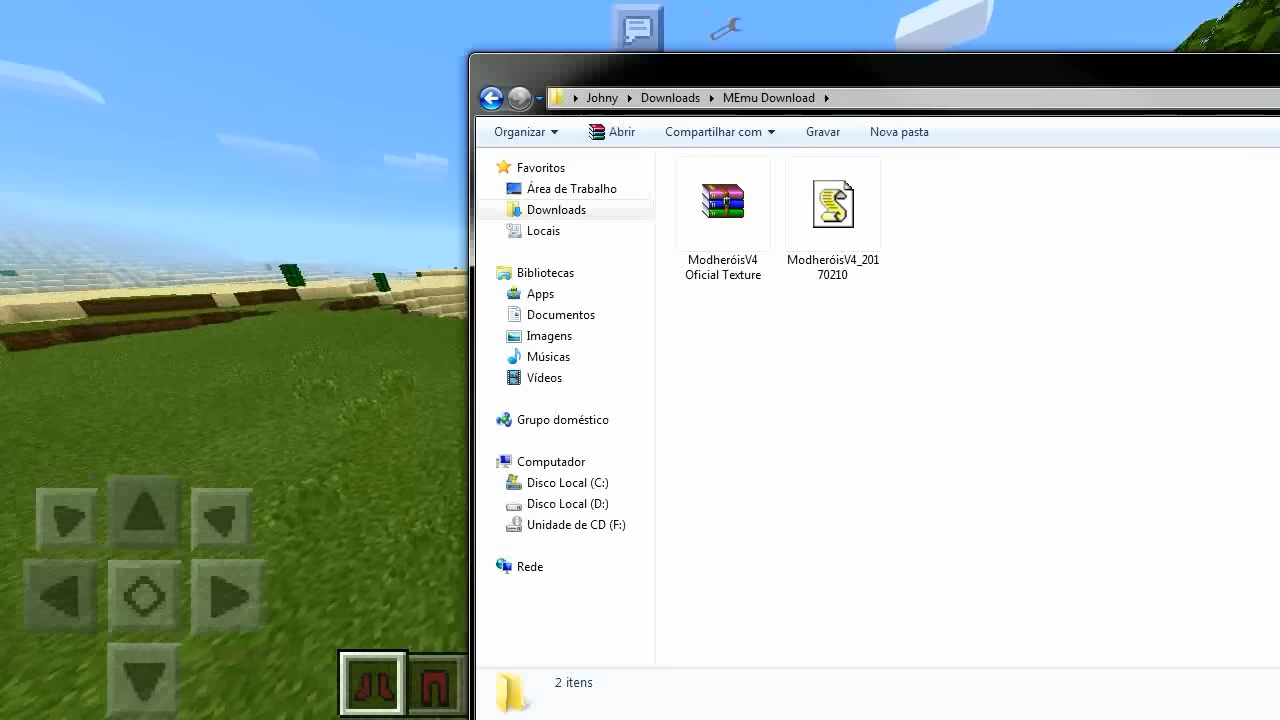 Johny Downloads MEmu Download
Organizar Abrir Compartilhar com Gravar Nova pasta
Favoritos
Área de Trabalho
Downloads
Locais
Bibliotecas
Apps
Documentos
Imagens
Músicas
Vídeos
Grupo doméstico
Computador
Disco Local (C:)
Disco Local (D:)
Unidade de CD (F:)
Rede
ModheróisV4
Oficial Texture
ModheróisV4_201
70210
2 itens